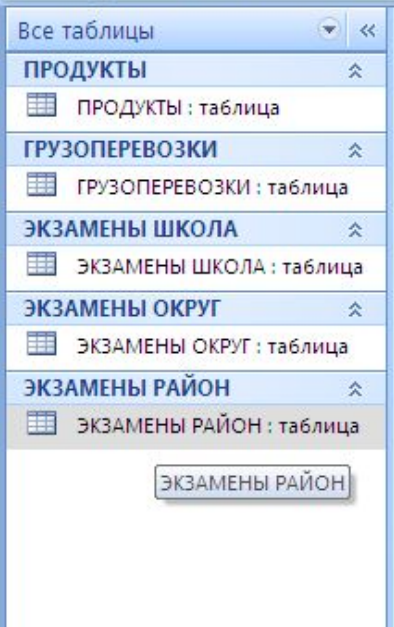 Все таблицы
ПРОДУКТЫ
ПРОДУКТЫ : таблица
ГРУЗОПЕРЕВОЗКИ
ГРУЗОПЕРЕВОЗКИ : таблица
ЭКЗАМЕНЫ ШКОЛА
ЭКЗАМЕНЫ ШКОЛА : таблица
ЭКЗАМЕНЫ ОКРУГ
ЭКЗАМЕНЫ ОКРУГ : таблица
ЭКЗАМЕНЫ РАЙОН
ЭКЗАМЕНЫ РАЙОН : таблица
ЭКЗАМЕНЫ РАЙОН